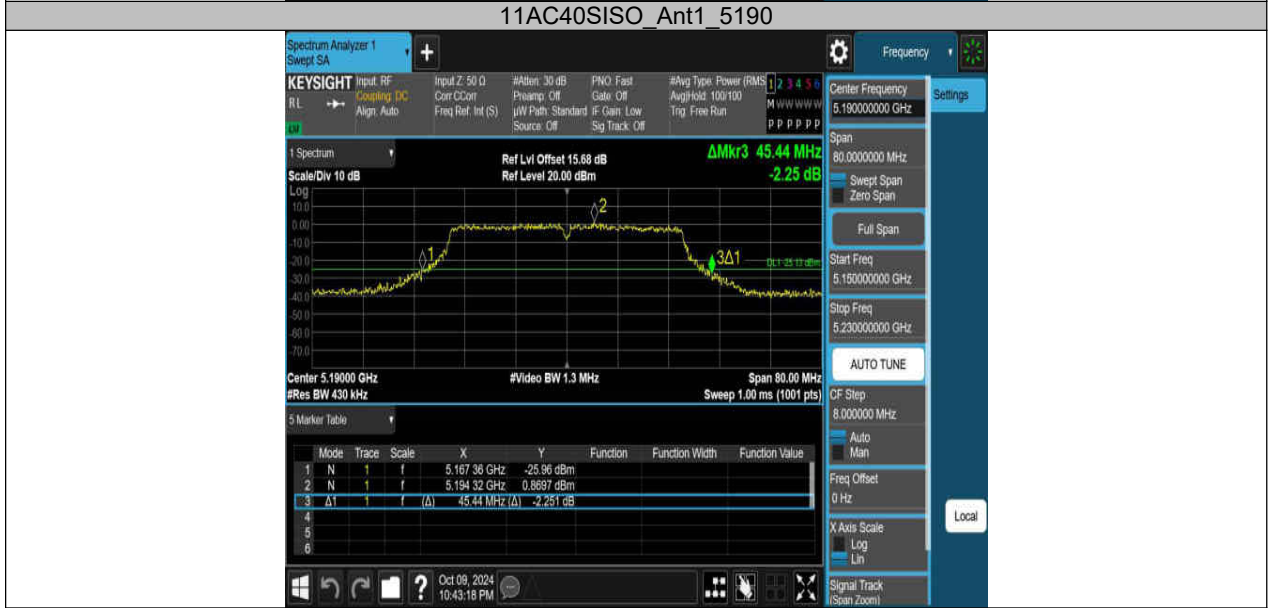 11AC40SISO_Ant1_5190
Spectrum Analyzer 1
Swept SA
+
Frequency
KEYSIGHT Input: RF Input Z: 50 Ω #Atten: 30 dB PNO: Fast #Avg Type: Power (RMS 1 2 3 4 5 6
RL Coupling: DC Corr CCorr Preamp: Off Gate: Off Avg|Hold: 100/100 M W W W W W
Align: Auto Freq Ref: Int (S) µW Path: Standard IF Gain: Low Trig: Free Run
Source: Off Sig Track: Off P P P P P P
LXI
1 Spectrum
Scale/Div 10 dB
Ref Lvl Offset 15.68 dB
Ref Level 20.00 dBm
ΔMkr3 45.44 MHz
-2.25 dB
Log
10.0
0.00
-10.0
-20.0
-30.0
-40.0
-50.0
-60.0
-70.0
1
2
3Δ1
DL1 -25.13 dBm
Center 5.19000 GHz #Video BW 1.3 MHz Span 80.00 MHz
#Res BW 430 kHz Sweep 1.00 ms (1001 pts)
5 Marker Table
Mode Trace Scale X Y Function Function Width Function Value
1 N 1 f 5.167 36 GHz -25.96 dBm
2 N 1 f 5.194 32 GHz 0.8697 dBm
3 Δ1 1 f (Δ) 45.44 MHz (Δ) -2.251 dB
4
5
6
Oct 09, 2024
10:43:18 PM
Center Frequency
5.190000000 GHz
Settings
Span
80.0000000 MHz
Swept Span
Zero Span
Full Span
Start Freq
5.150000000 GHz
Stop Freq
5.230000000 GHz
AUTO TUNE
CF Step
8.000000 MHz
Auto
Man
Freq Offset
0 Hz
X Axis Scale
Log
Lin
Local
Signal Track
(Span Zoom)